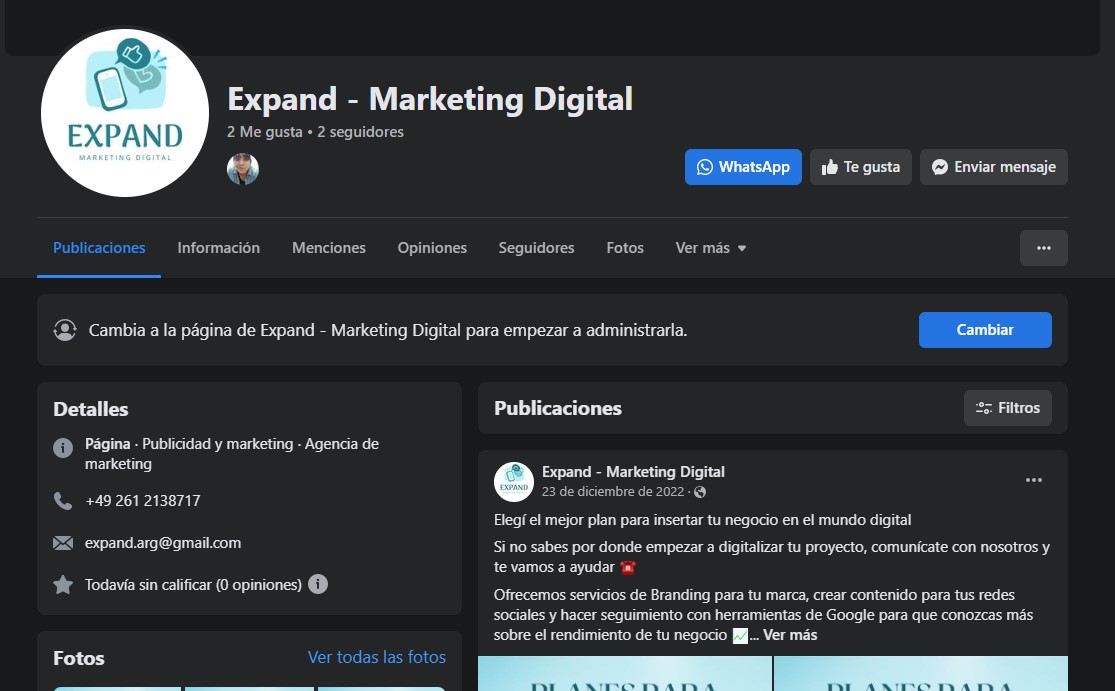 EXPAND
MARKETING DIGITAL
Expand - Marketing Digital
2 Me gusta • 2 seguidores
WhatsApp
Te gusta
Enviar mensaje
Publicaciones
Información
Menciones
Opiniones
Seguidores
Fotos
Ver más
Cambia a la página de Expand - Marketing Digital para empezar a administrarla.
Cambiar
Detalles
Página · Publicidad y marketing · Agencia de
marketing
+49 261 2138717
expand.arg@gmail.com
Todavía sin calificar (0 opiniones)
Fotos
Ver todas las fotos
Publicaciones
Filtros
EXPAND
Expand - Marketing Digital
23 de diciembre de 2022 ·
Elegí el mejor plan para insertar tu negocio en el mundo digital
Si no sabes por donde empezar a digitalizar tu proyecto, comunícate con nosotros y
te vamos a ayudar ☎️
Ofrecemos servicios de Branding para tu marca, crear contenido para tus redes
sociales y hacer seguimiento con herramientas de Google para que conozcas más
sobre el rendimiento de tu negocio 📈... Ver más
PLANES PARA
PLANES PARA